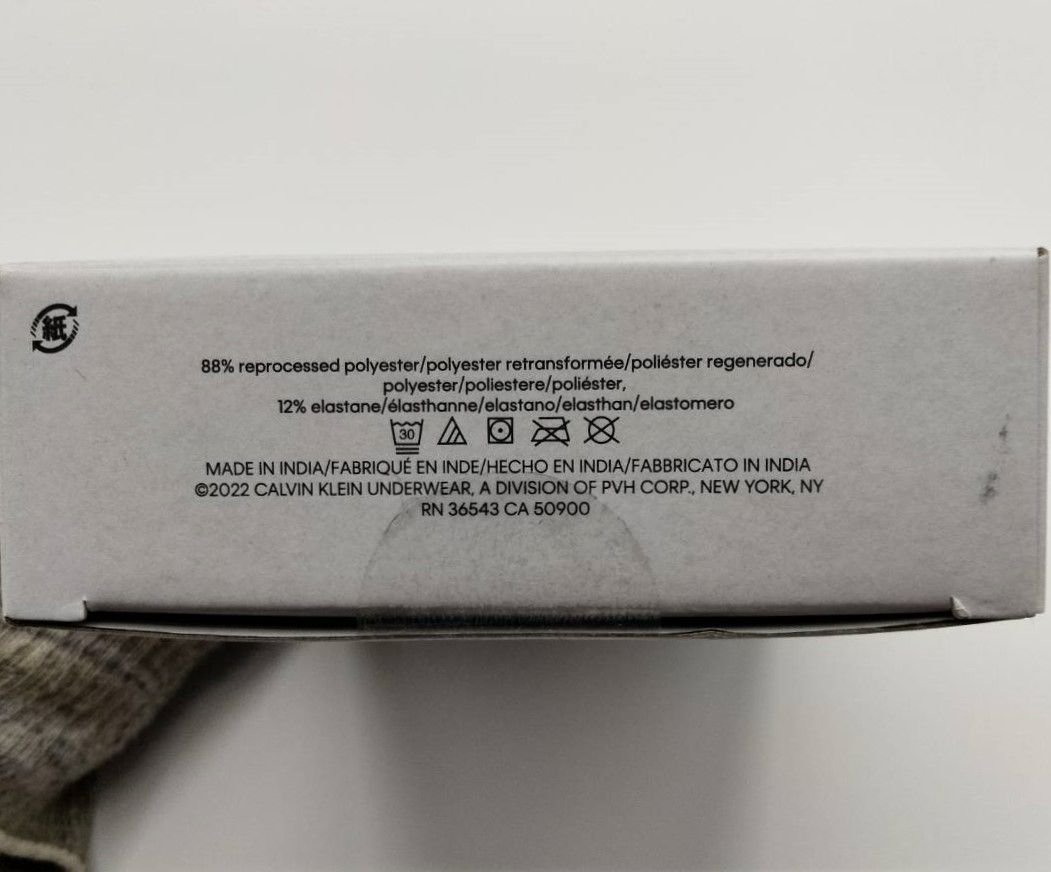 紙
88% reprocessed polyester/polyester retransformée/poliéster regenerado/
polyester/poliestere/poliéster,
12% elastane/élasthanne/elastano/elasthan/elastomero
30
MADE IN INDIA/FABRIQUÉ EN INDE/HECHO EN INDIA/FABBRICATO IN INDIA
©2022 CALVIN KLEIN UNDERWEAR, A DIVISION OF PVH CORP., NEW YORK, NY
RN 36543 CA 50900